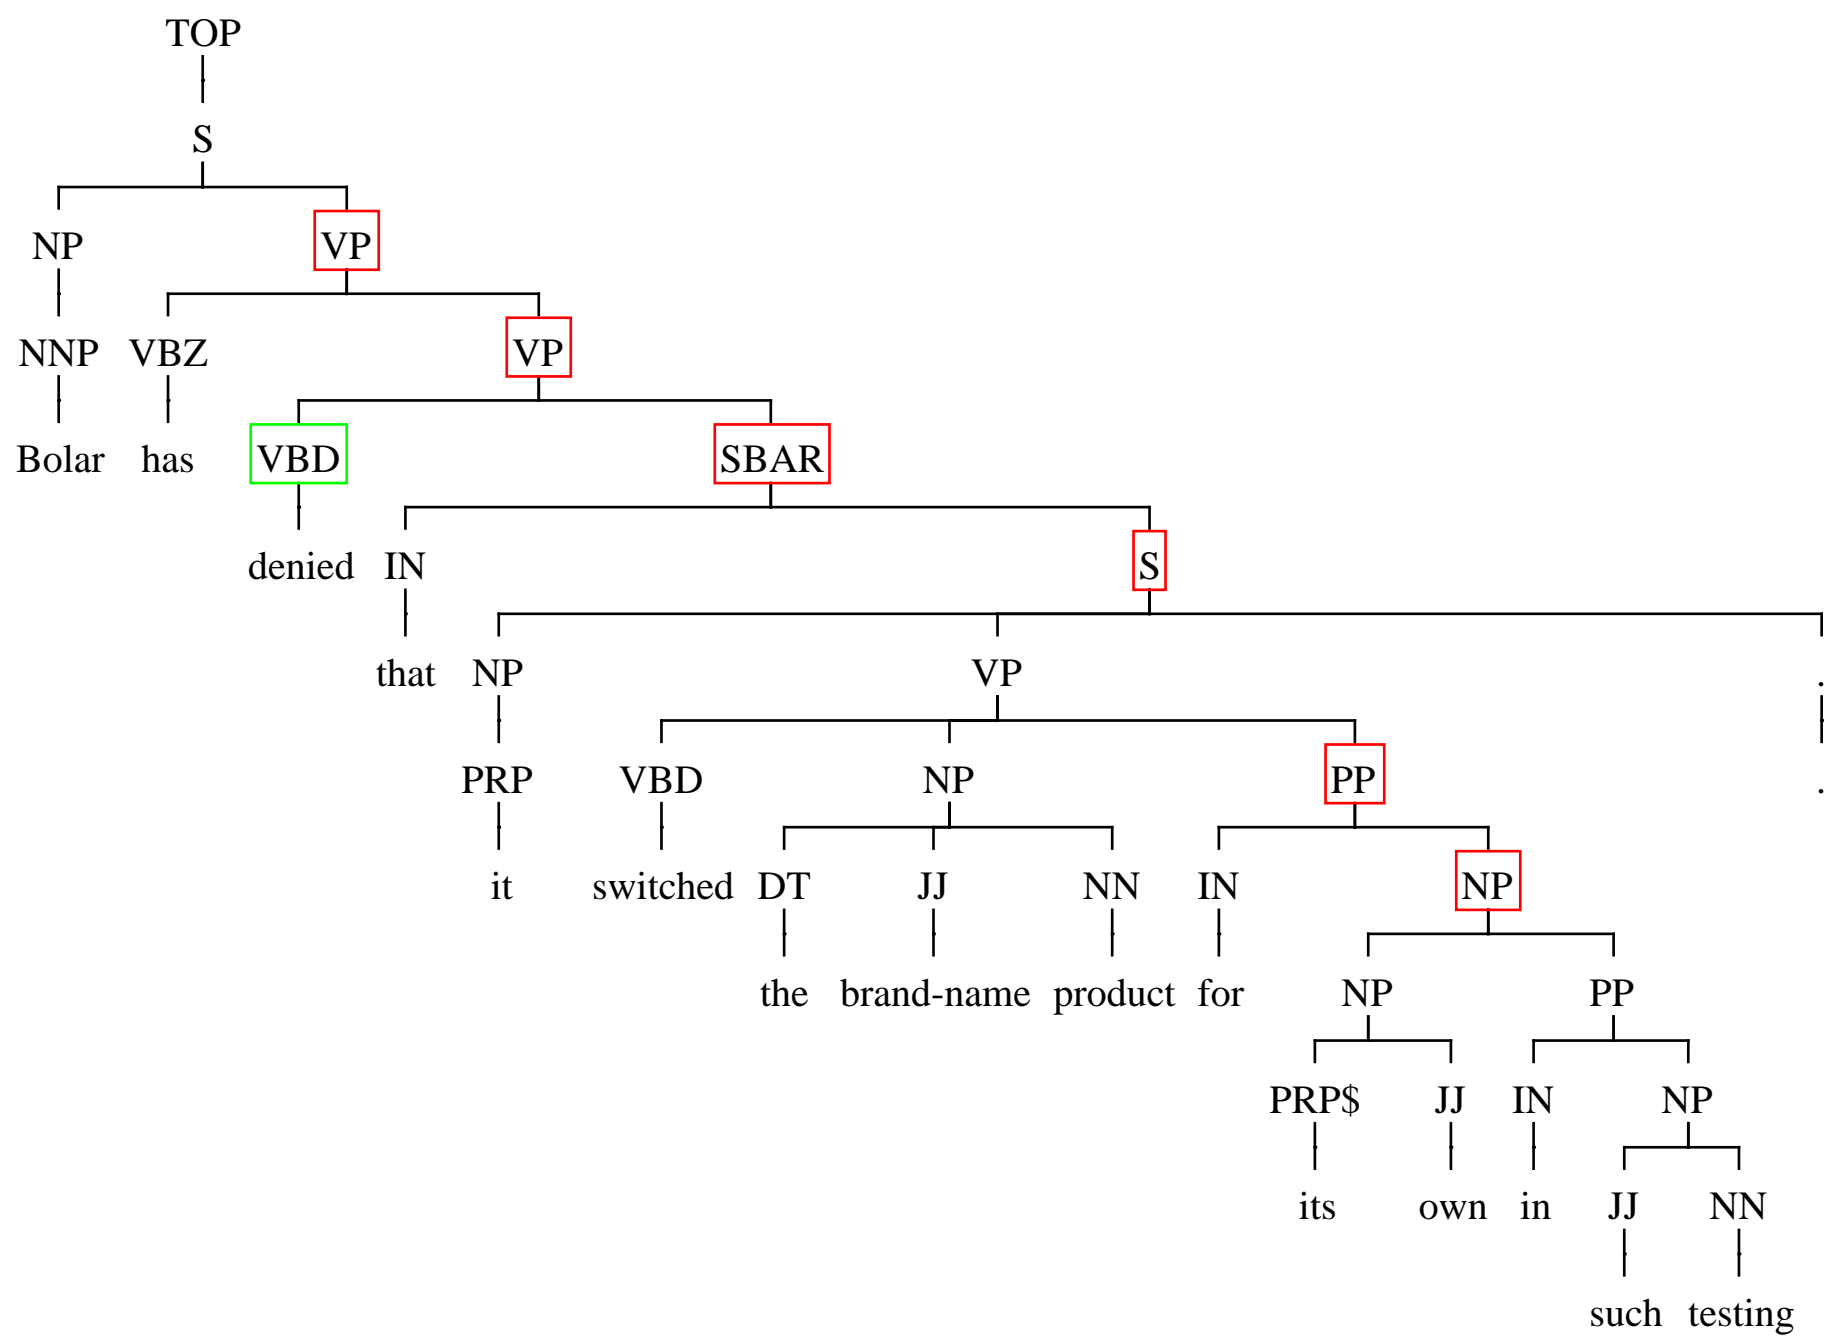 TOP
S
NP VP
NNP VBZ VP
Bolar has VBD SBAR
denied IN S
that NP VP .
PRP VBD NP PP .
it switched DT JJ NN IN NP
the brand-name product for NP PP
PRP$ JJ IN NP
its own in JJ NN
such testing